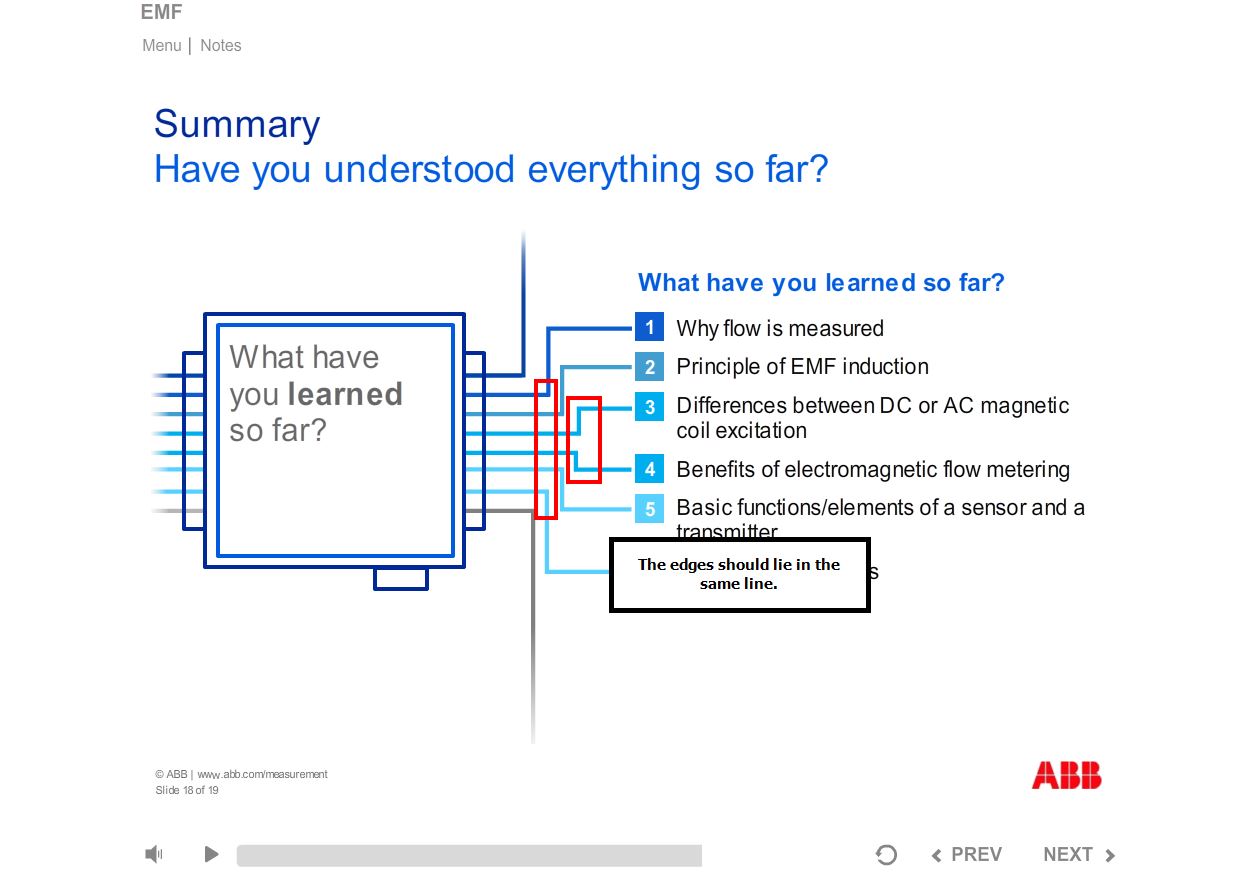 EMF
Menu | Notes
Summary
Have you understood everything so far?
What have you learned so far?
What have
you learned
so far?
1 Why flow is measured
2 Principle of EMF induction
3 Differences between DC or AC magnetic
coil excitation
4 Benefits of electromagnetic flow metering
5 Basic functions/elements of a sensor and a
transmitter
The edges should lie in the
same line.
© ABB | www.abb.com/measurement
Slide 18 of 19
ABB
PREV
NEXT